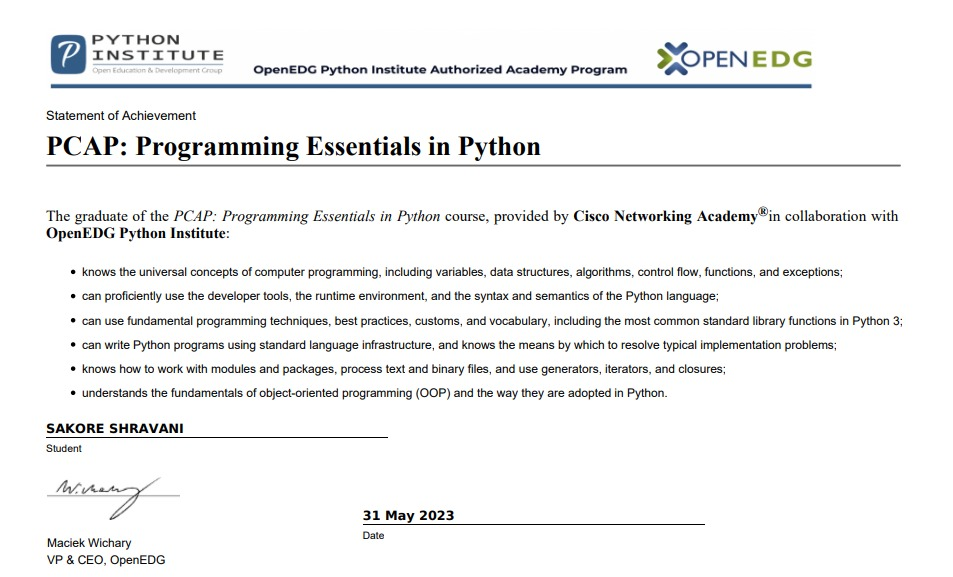 PYTHON
INSTITUTE
Open Education & Development Group
OpenEDG Python Institute Authorized Academy Program
OPENEDG
Statement of Achievement
PCAP: Programming Essentials in Python
The graduate of the PCAP: Programming Essentials in Python course, provided by Cisco Networking Academy®in collaboration with
OpenEDG Python Institute:
• knows the universal concepts of computer programming, including variables, data structures, algorithms, control flow, functions, and exceptions;
• can proficiently use the developer tools, the runtime environment, and the syntax and semantics of the Python language;
• can use fundamental programming techniques, best practices, customs, and vocabulary, including the most common standard library functions in Python 3;
• can write Python programs using standard language infrastructure, and knows the means by which to resolve typical implementation problems;
• knows how to work with modules and packages, process text and binary files, and use generators, iterators, and closures;
• understands the fundamentals of object-oriented programming (OOP) and the way they are adopted in Python.
SAKORE SHRAVANI
Student
W. Wichary
31 May 2023
Date
Maciek Wichary
VP & CEO, OpenEDG